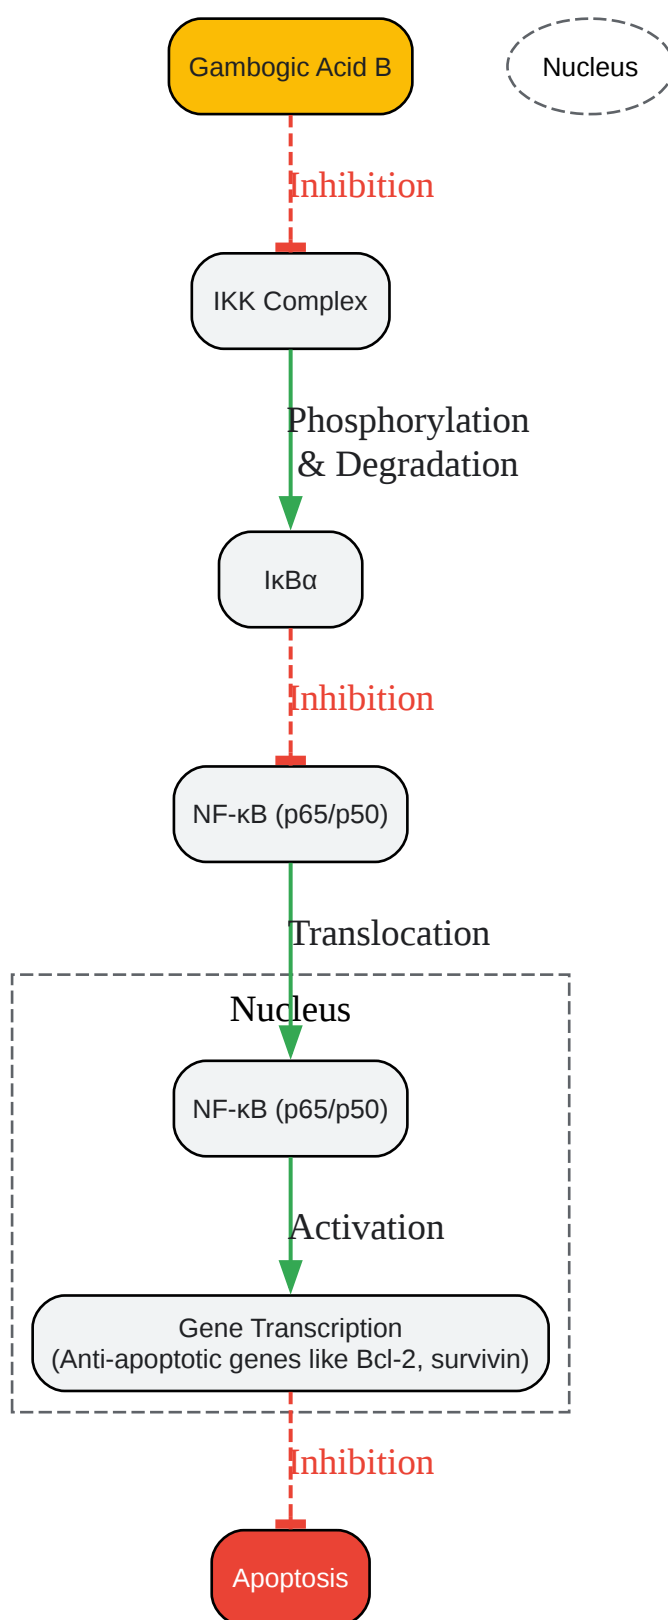 Gambogic Acid B
Nucleus
Inhibition
IKK Complex
Phosphorylation
& Degradation
IκBα
Inhibition
NF-κB (p65/p50)
Translocation
Nucleus
NF-κB (p65/p50)
Activation
Gene Transcription
(Anti-apoptotic genes like Bcl-2, survivin)
Inhibition
Apoptosis